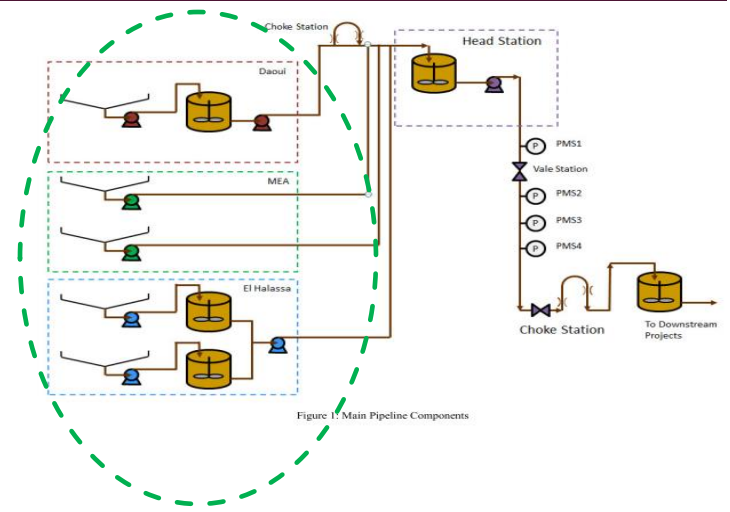 Choke Station
Head Station
Daoui
P
PMS1
Vale Station
MEA
P
PMS2
P
PMS3
P
PMS4
El Halassa
Choke Station
To Downstream
Projects
Figure 1: Main Pipeline Components